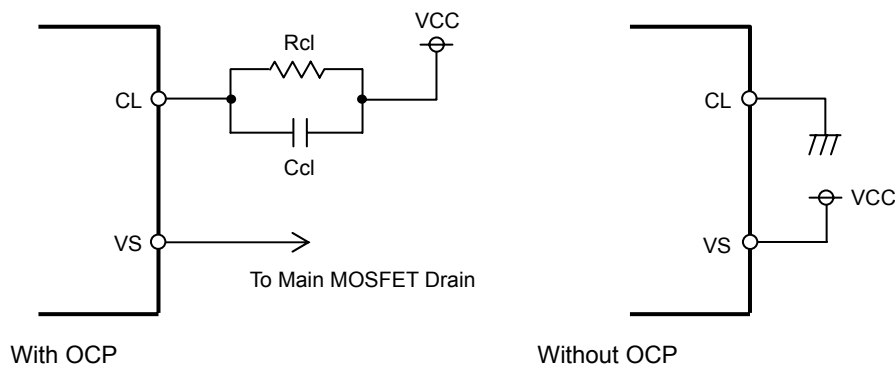 VCC
Rcl
CL
Ccl
VS
To Main MOSFET Drain
With OCP
CL
VCC
VS
Without OCP